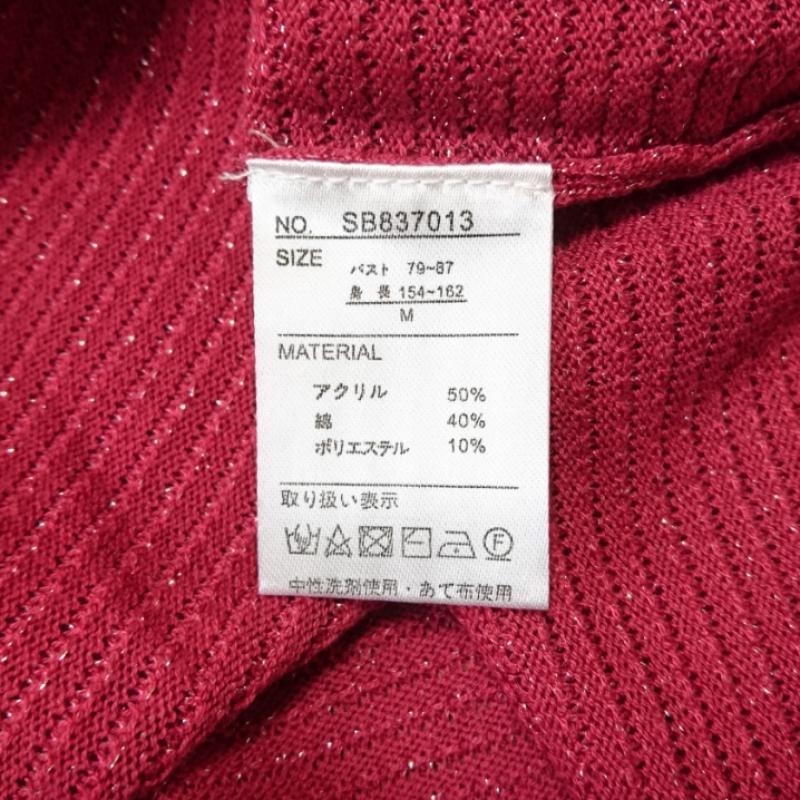 NO. SB837013
SIZE
バスト 79~87
身 長 154~162
M
MATERIAL
アクリル 50%
綿 40%
ポリエステル 10%
取り扱い表示
F
中性洗剤使用・あて布使用